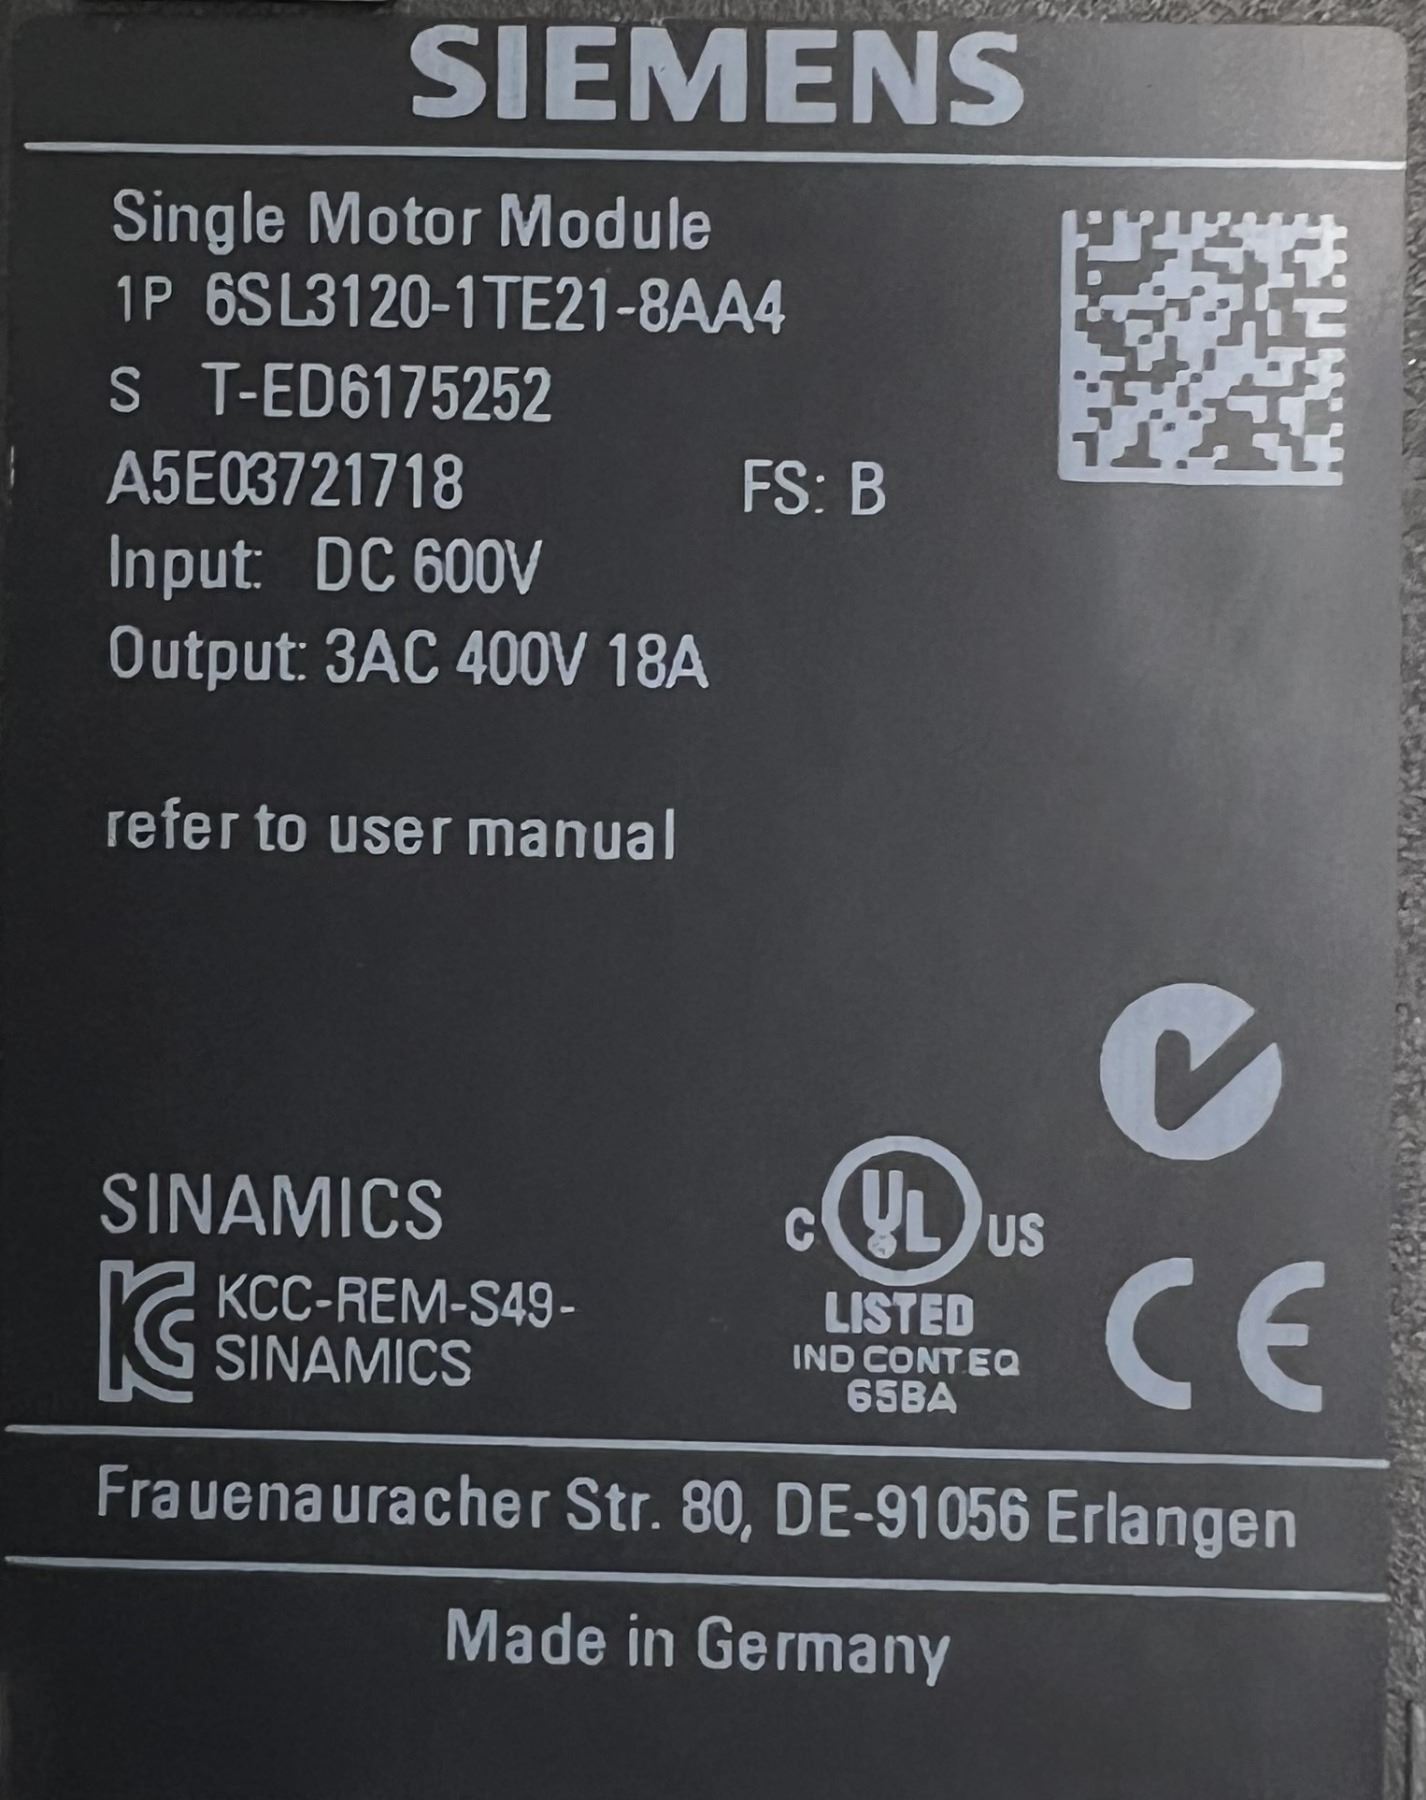 SIEMENS
Single Motor Module
1P 6SL3120-1TE21-8AA4
S T-ED6175252
A5E03721718 FS: B
Input: DC 600V
Output: 3AC 400V 18A
refer to user manual
SINAMICS
KCC-REM-S49-
SINAMICS
C UL US
LISTED
IND CONT EQ
65BA
CE
Frauenauracher Str. 80, DE-91056 Erlangen
Made in Germany